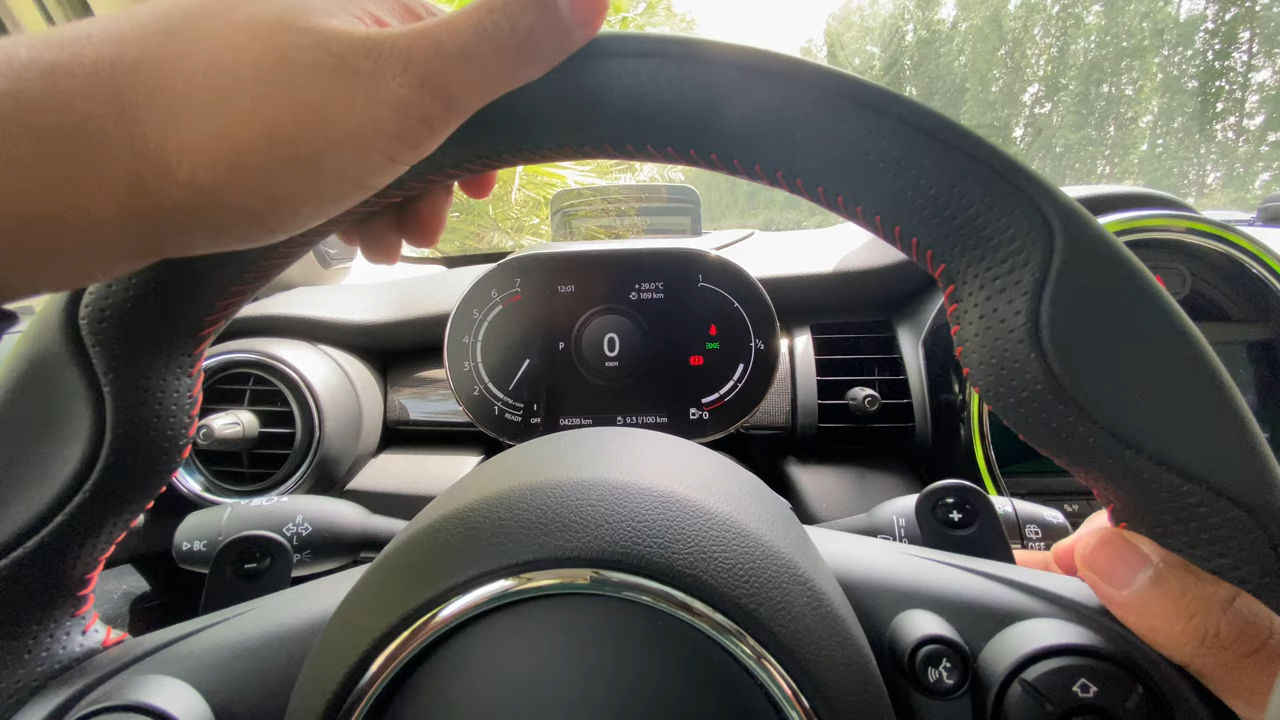 7
6
5
4
3
2
1
12:01
+ 29.0 °C
169 km
P
0
KM/H
READY
OFF
04238 km
9.3 l/100 km
1
½
0
BC
R
L
P
+
−
OFF